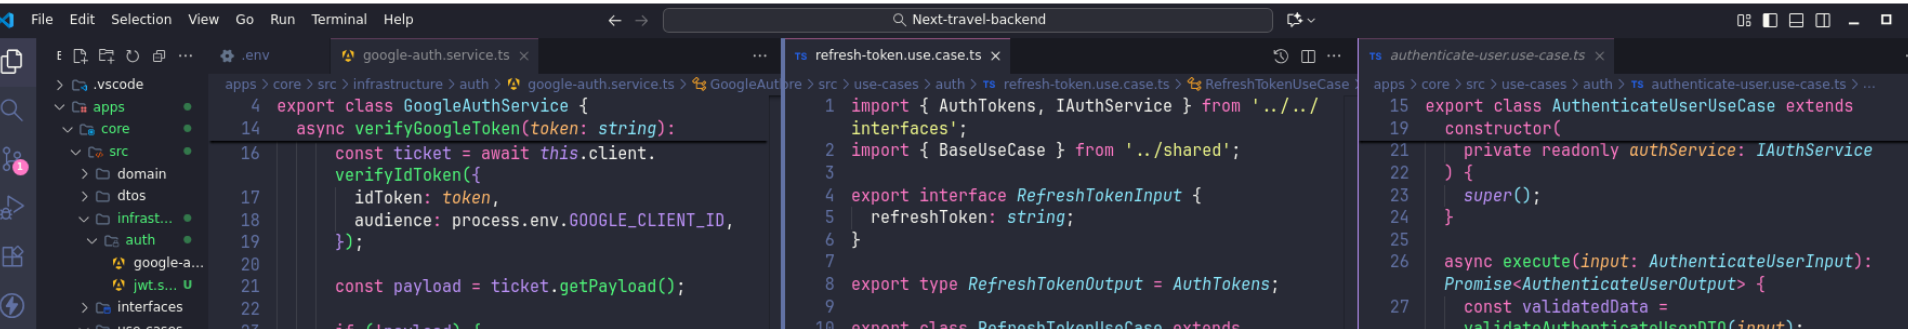 File Edit Selection View Go Run Terminal Help
Next-travel-backend
E
.vscode
apps
core
src
domain
dtos
infrast...
auth
google-a...
jwt.s... U
interfaces
1
.env
google-auth.service.ts
apps > core > src > infrastructure > auth > google-auth.service.ts > GoogleAut
4 export class GoogleAuthService {
14 async verifyGoogleToken(token: string):
16 const ticket = await this.client.
verifyIdToken({
17 idToken: token,
18 audience: process.env.GOOGLE_CLIENT_ID,
19 });
20
21 const payload = ticket.getPayload();
22
TS refresh-token.use.case.ts
ore > src > use-cases > auth > TS refresh-token.use.case.ts > RefreshTokenUseCase >
1 import { AuthTokens, IAuthService } from '../../
interfaces';
2 import { BaseUseCase } from '../shared';
3
4 export interface RefreshTokenInput {
5 refreshToken: string;
6 }
7
8 export type RefreshTokenOutput = AuthTokens;
9
10 export class RefreshTokenUseCase extends
TS authenticate-user.use-case.ts
apps > core > src > use-cases > auth > TS authenticate-user.use-case.ts > ...
15 export class AuthenticateUserUseCase extends
19 constructor(
21 private readonly authService: IAuthService
22 ) {
23 super();
24 }
25
26 async execute(input: AuthenticateUserInput):
Promise<AuthenticateUserOutput> {
27 const validatedData =
validateAuthenticateUserDTO(input);